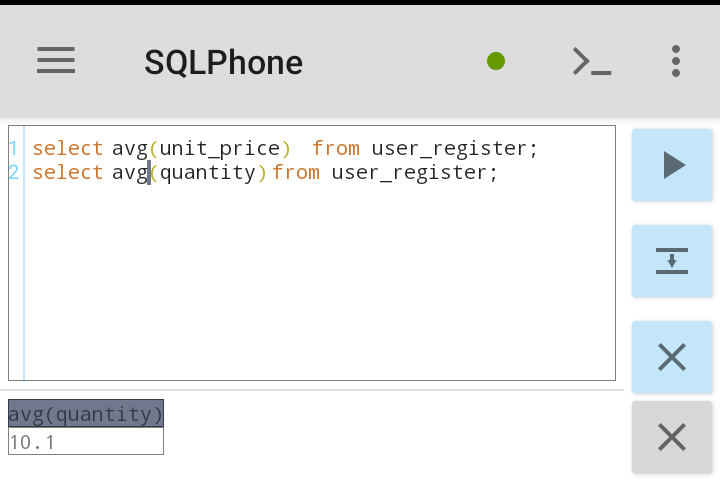 SQLPhone
1 select avg(unit_price)  from user_register;
2 select avg(quantity) from user_register;
avg(quantity)
10.1